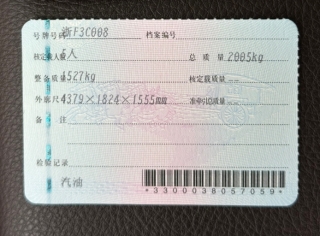 号牌号码 浙F3C008 档案编号
核定载人数 5人 总质量 2005kg
整备质量 1527kg 核定载质量 --
外廓尺寸 4379×1824×1555mm 准牵引总质量 --
备注
检验记录
汽油
*3300038057059*